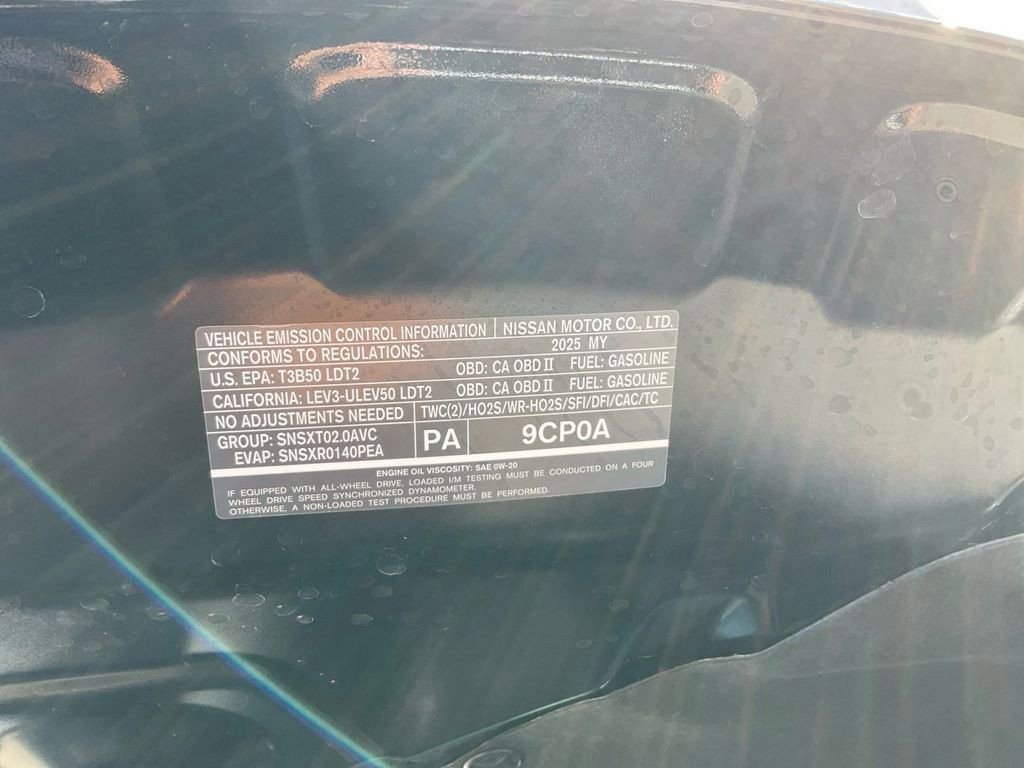 VEHICLE EMISSION CONTROL INFORMATION | NISSAN MOTOR CO., LTD.
CONFORMS TO REGULATIONS: 2025 MY
U.S. EPA: T3B50 LDT2 OBD: CA OBD II FUEL: GASOLINE
CALIFORNIA: LEV3-ULEV50 LDT2 OBD: CA OBD II FUEL: GASOLINE
NO ADJUSTMENTS NEEDED TWC(2)/HO2S/WR-HO2S/SFI/DFI/CAC/TC
GROUP: SNSXT02.0AVC
EVAP: SNSXR0140PEA
PA
9CP0A
ENGINE OIL VISCOSITY: SAE 0W-20
IF EQUIPPED WITH ALL-WHEEL DRIVE, LOADED I/M TESTING MUST BE CONDUCTED ON A FOUR
WHEEL DRIVE SPEED SYNCHRONIZED DYNAMOMETER.
OTHERWISE, A NON-LOADED TEST PROCEDURE MUST BE PERFORMED.